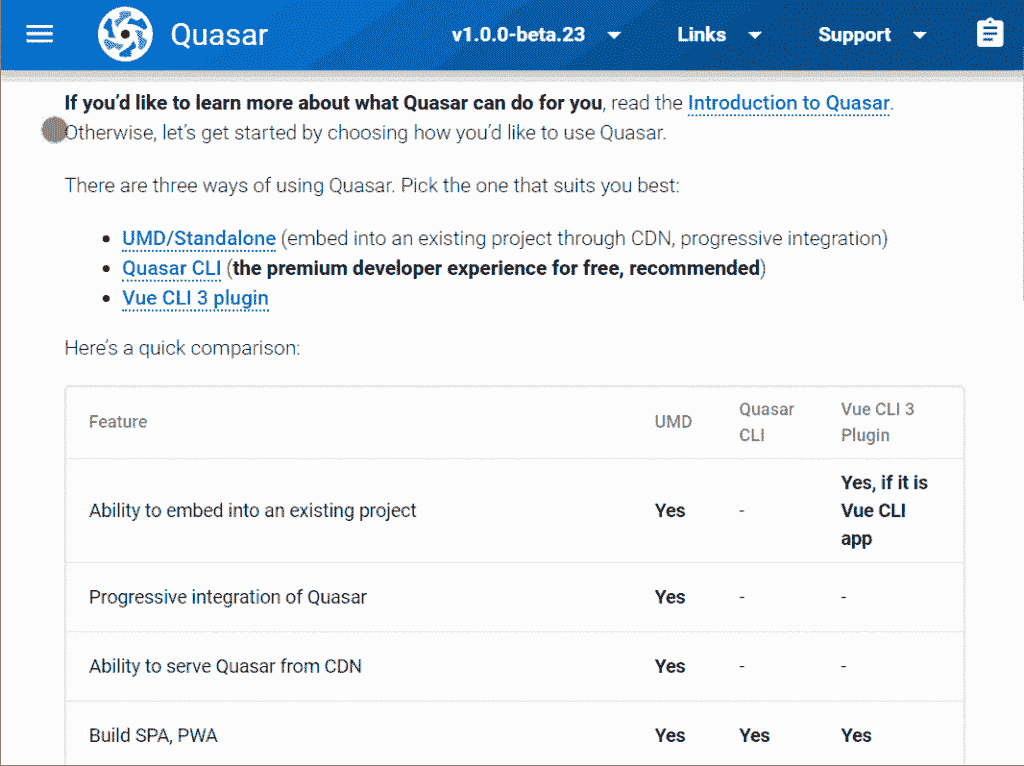 Quasar v1.0.0-beta.23 Links Support
If you’d like to learn more about what Quasar can do for you, read the Introduction to Quasar.
Otherwise, let’s get started by choosing how you’d like to use Quasar.
There are three ways of using Quasar. Pick the one that suits you best:
• UMD/Standalone (embed into an existing project through CDN, progressive integration)
• Quasar CLI (the premium developer experience for free, recommended)
• Vue CLI 3 plugin
Here’s a quick comparison:
Feature UMD Quasar CLI Vue CLI 3 Plugin
Ability to embed into an existing project Yes - Yes, if it is Vue CLI app
Progressive integration of Quasar Yes - -
Ability to serve Quasar from CDN Yes - -
Build SPA, PWA Yes Yes Yes